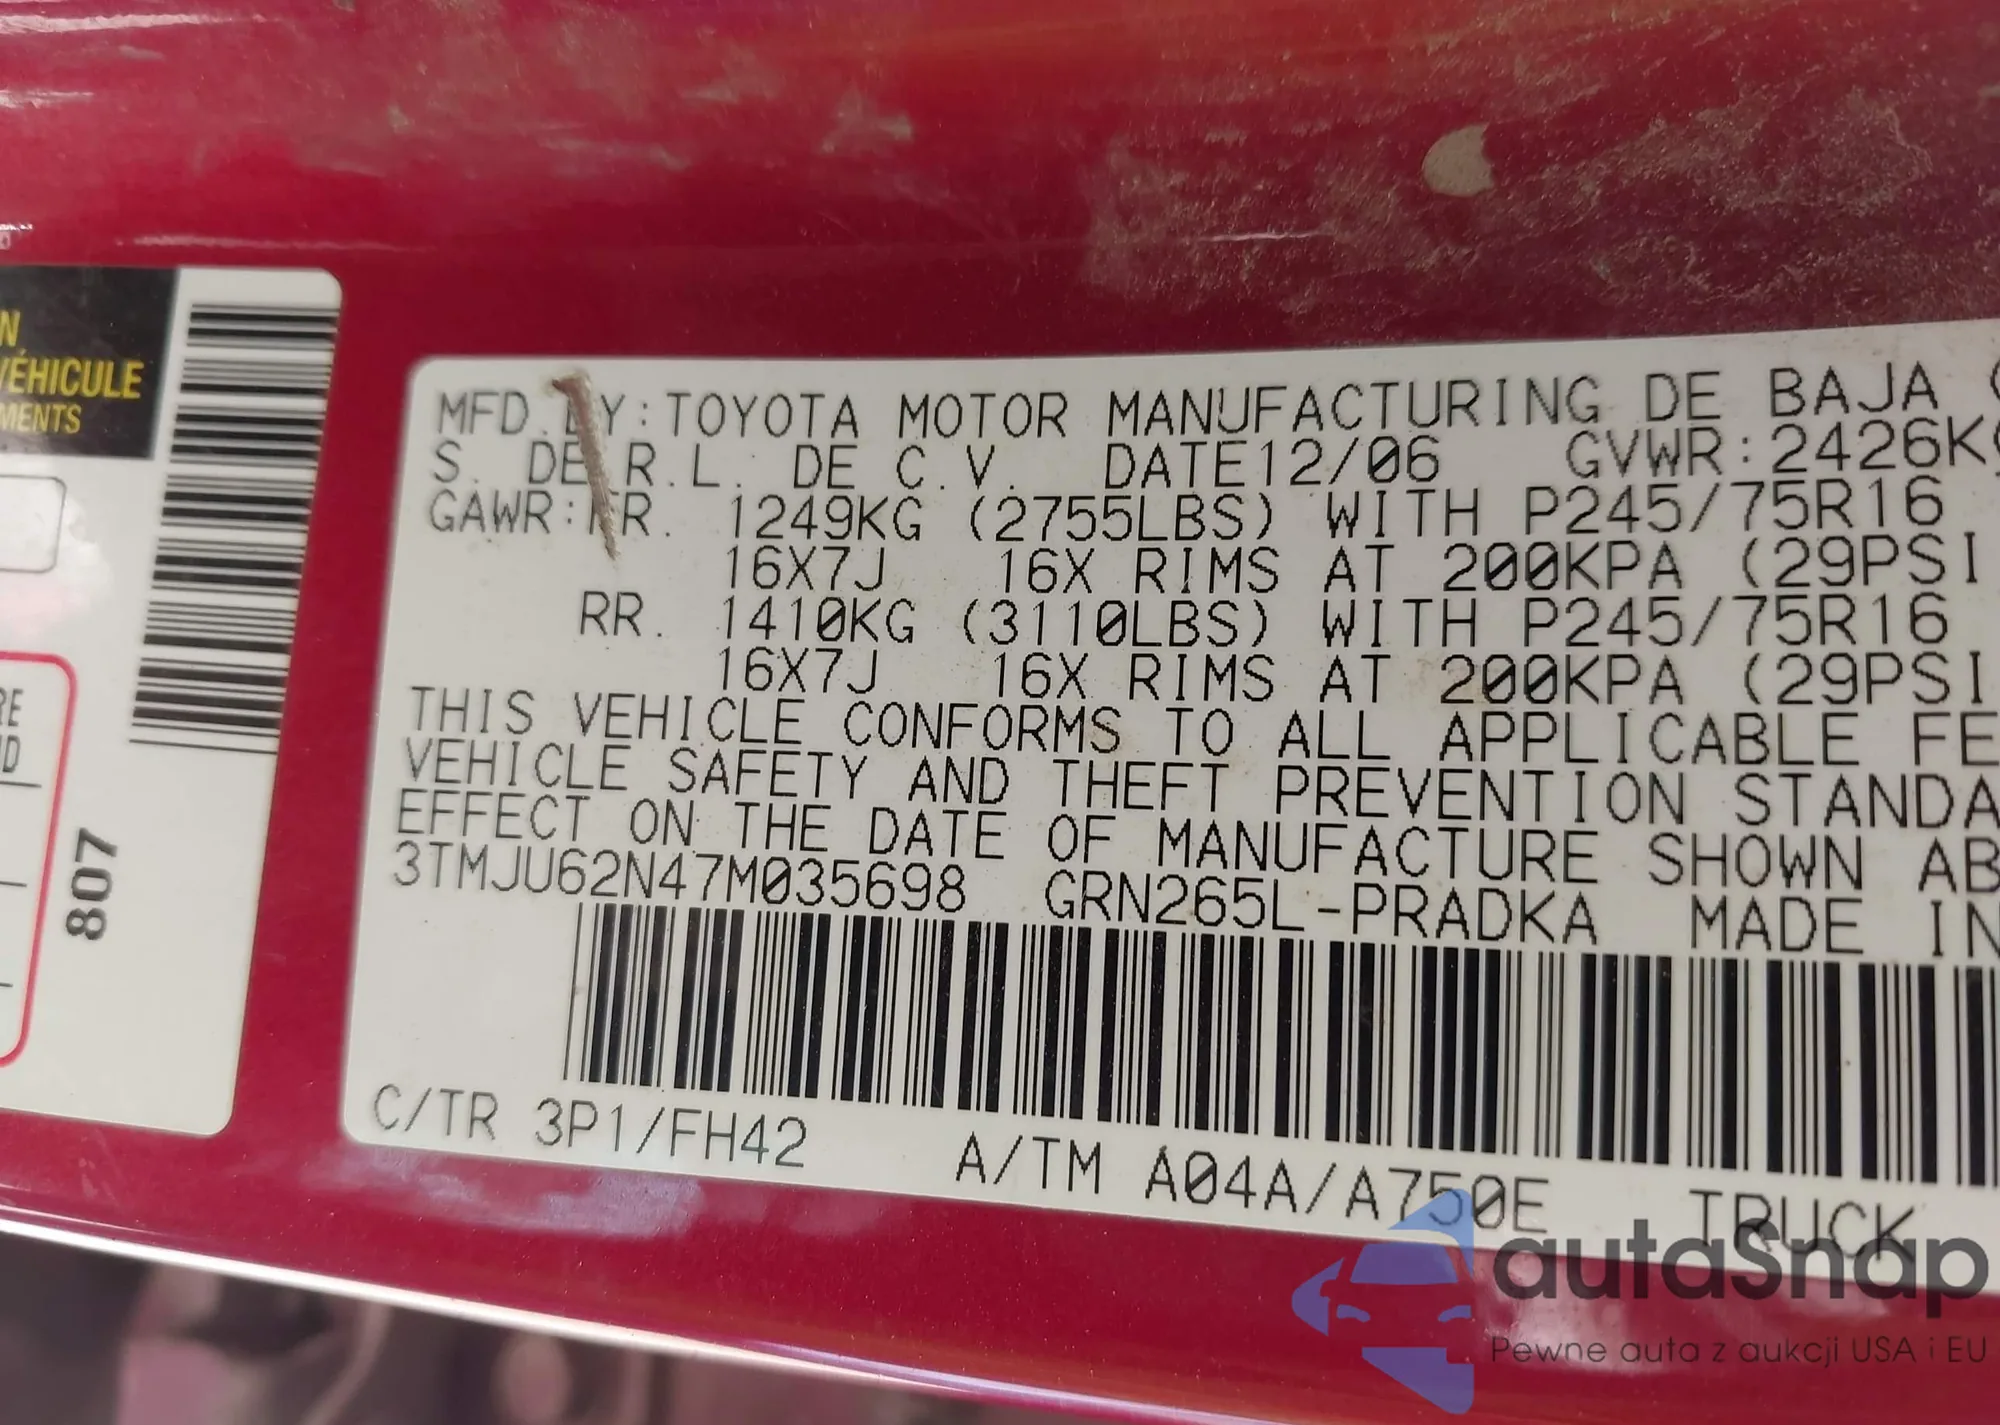 N
VÉHICULE
MENTS
RE
ND
807
MFD. BY:TOYOTA MOTOR MANUFACTURING DE BAJA
S. DE R.L. DE C.V. DATE12/06 GVWR:2426KG
GAWR:FR. 1249KG (2755LBS) WITH P245/75R16
16X7J 16X RIMS AT 200KPA (29PSI
RR. 1410KG (3110LBS) WITH P245/75R16
16X7J 16X RIMS AT 200KPA (29PSI
THIS VEHICLE CONFORMS TO ALL APPLICABLE FE
VEHICLE SAFETY AND THEFT PREVENTION STANDA
EFFECT ON THE DATE OF MANUFACTURE SHOWN AB
3TMJU62N47M035698 GRN265L-PRADKA MADE IN
C/TR 3P1/FH42 A/TM A04A/A750E TRUCK
autaSnap
Pewne auta z aukcji USA i EU